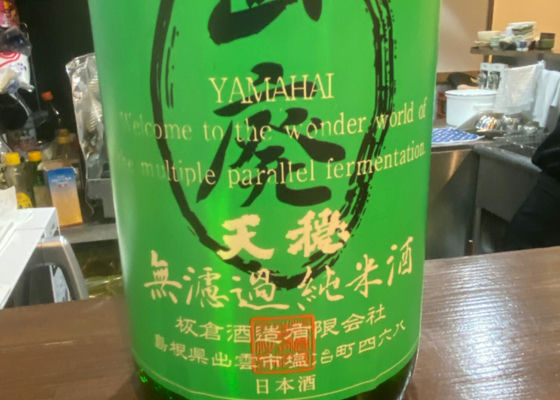 山廃
YAMAHAI
Welcome to the wonder world of
the multiple parallel fermentation.
天穏
無濾過純米酒
板倉酒造有限会社
島根県出雲市塩冶町四六八
日本酒